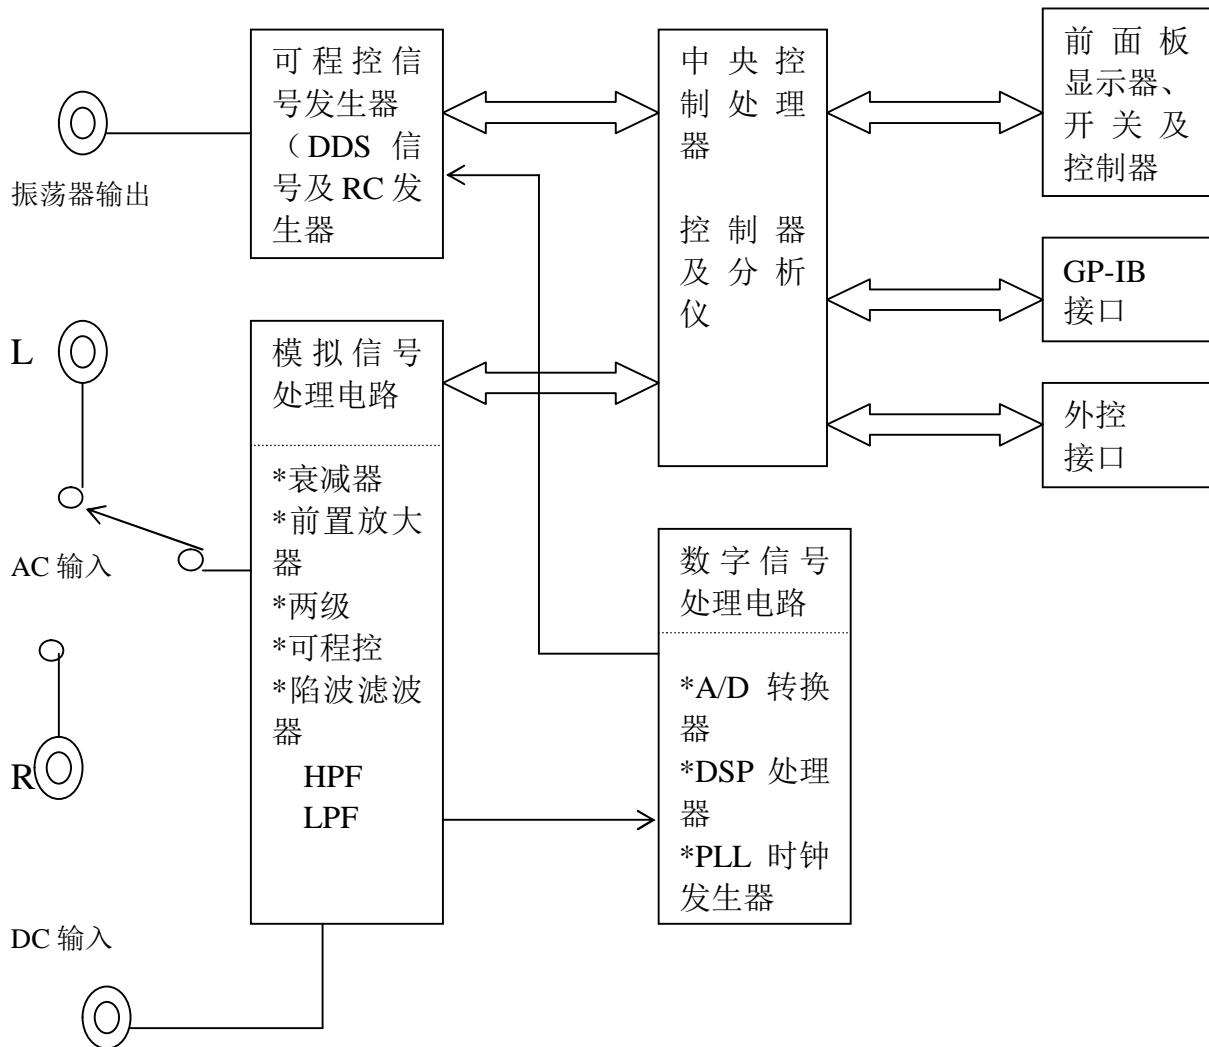 可程控信
号发生器
（DDS 信
号及 RC 发
生器
振荡器输出
中央控
制处理
器
控制器
及分析
仪
前面板
显示器、
开关及
控制器
GP-IB
接口
外控
接口
L
AC 输入
R
模拟信号
处理电路
*衰减器
*前置放大
器
*两级
*可程控
*陷波滤波
器
HPF
LPF
数字信号
处理电路
*A/D 转换
器
*DSP 处理
器
*PLL 时钟
发生器
DC 输入